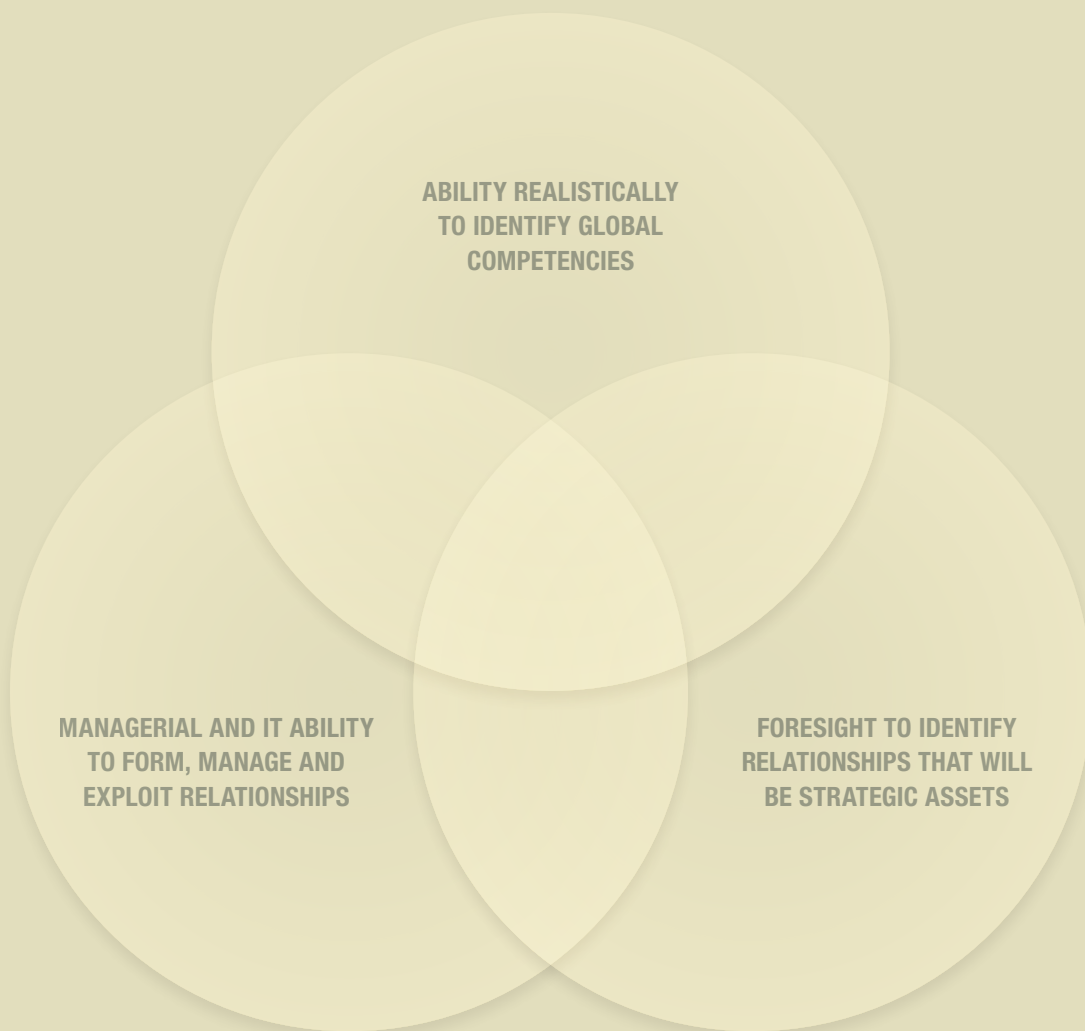 ABILITY REALISTICALLY
TO IDENTIFY GLOBAL
COMPETENCIES
MANAGERIAL AND IT ABILITY
TO FORM, MANAGE AND
EXPLOIT RELATIONSHIPS
FORESIGHT TO IDENTIFY
RELATIONSHIPS THAT WILL
BE STRATEGIC ASSETS